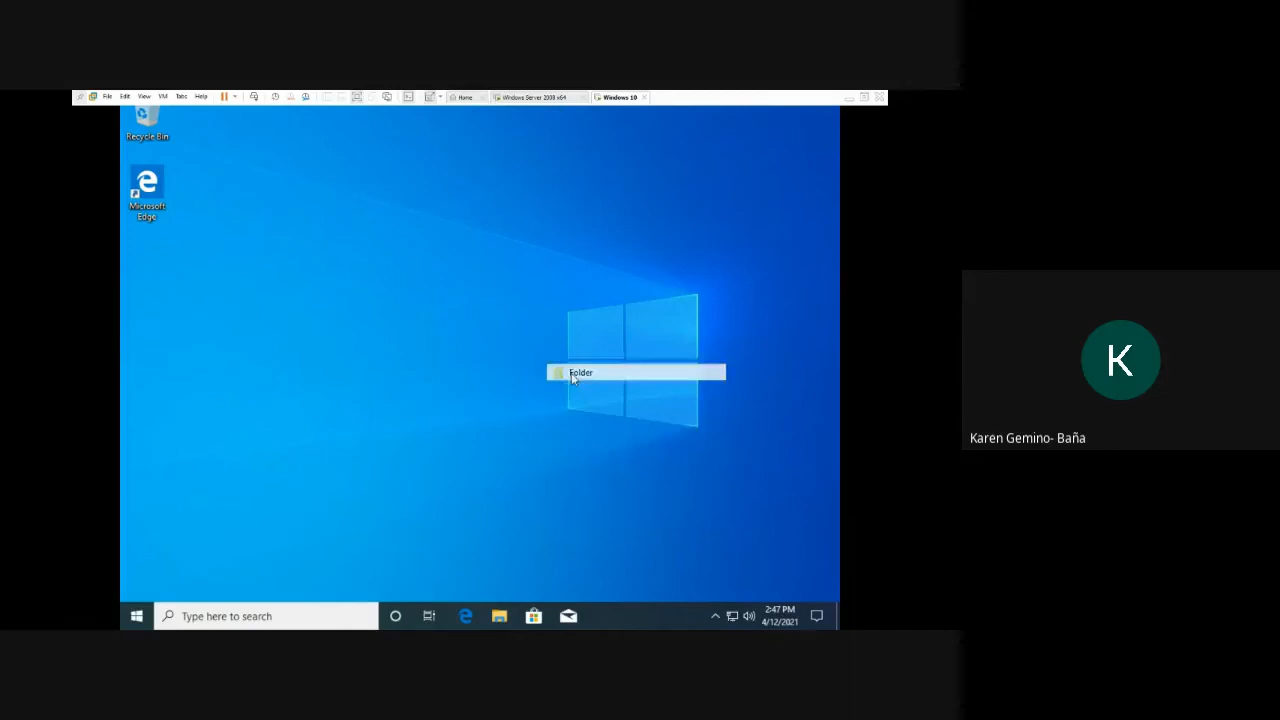 File Edit View VM Tabs Help Home Windows Server 2008 x64 Windows 10
Recycle Bin
Microsoft
Edge
Folder
K
Karen Gemino- Baña
Type here to search
2:47 PM
4/12/2021